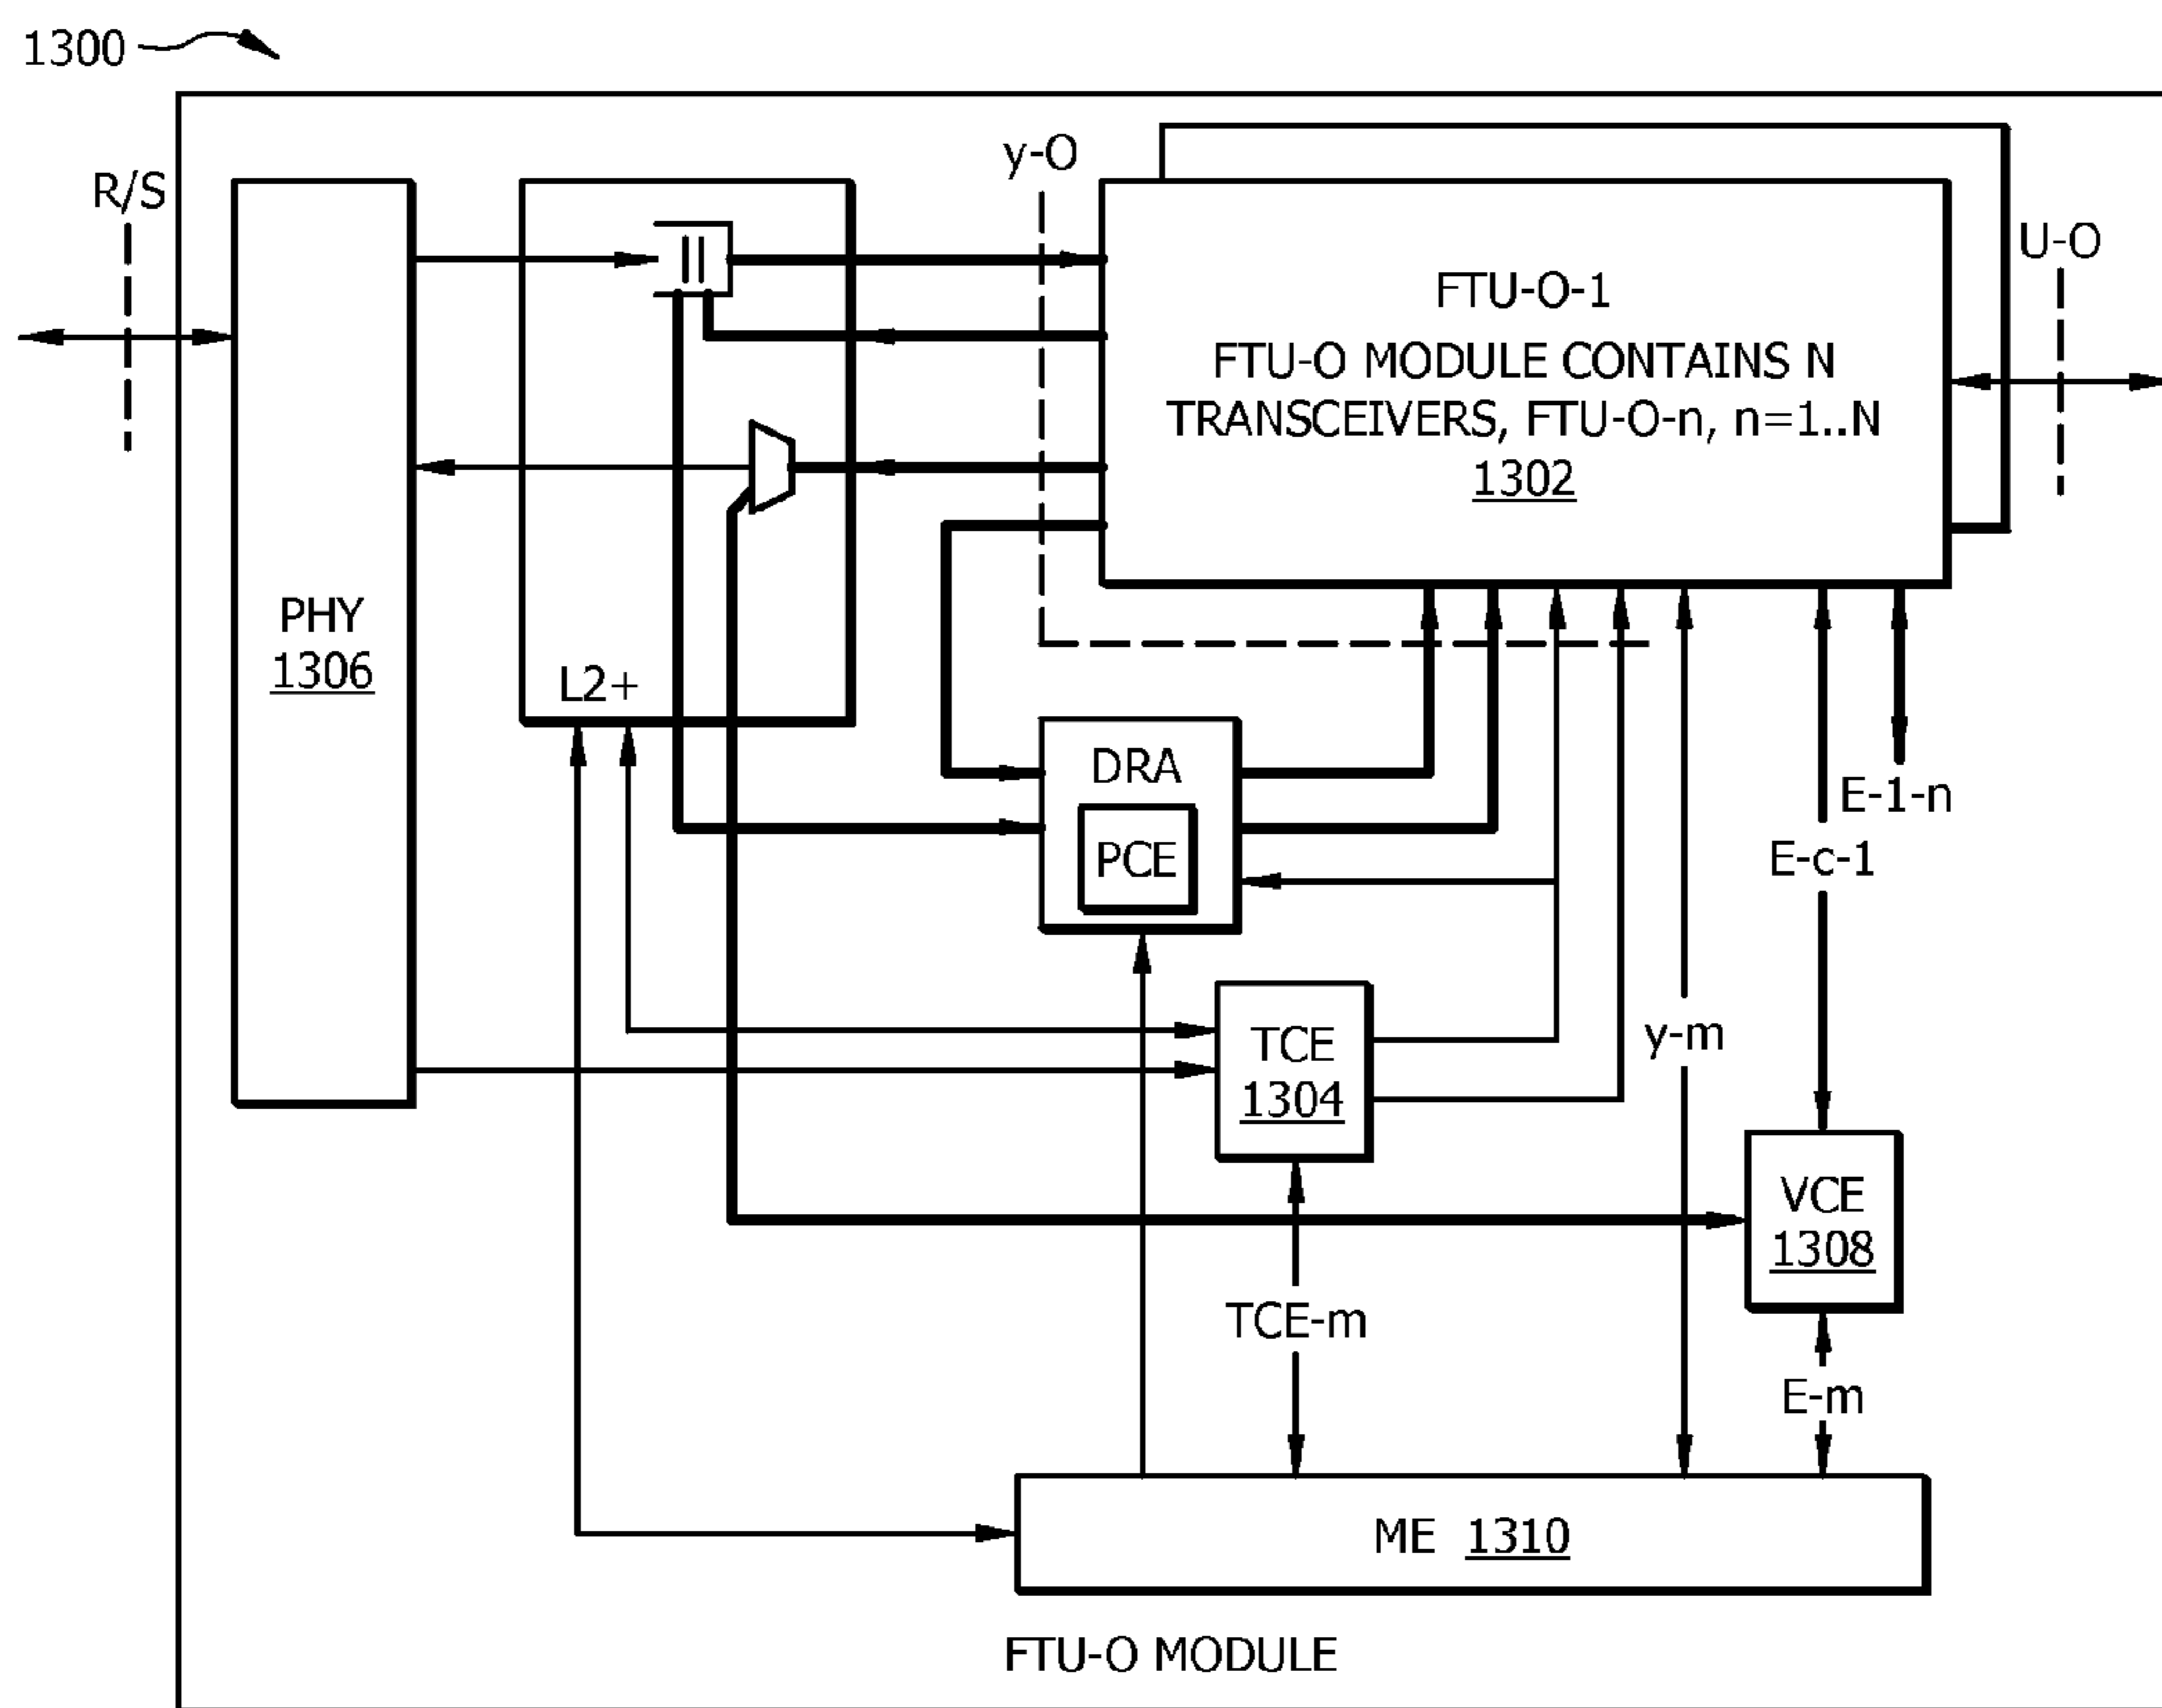 1300
R/S
y-O
U-O
FTU-O-1
FTU-O MODULE CONTAINS N
TRANSCEIVERS, FTU-O-n, n=1..N
1302
PHY
1306
L2+
DRA
PCE
E-1-n
E-c-1
TCE
1304
y-m
VCE
1308
TCE-m
E-m
ME 1310
FTU-O MODULE